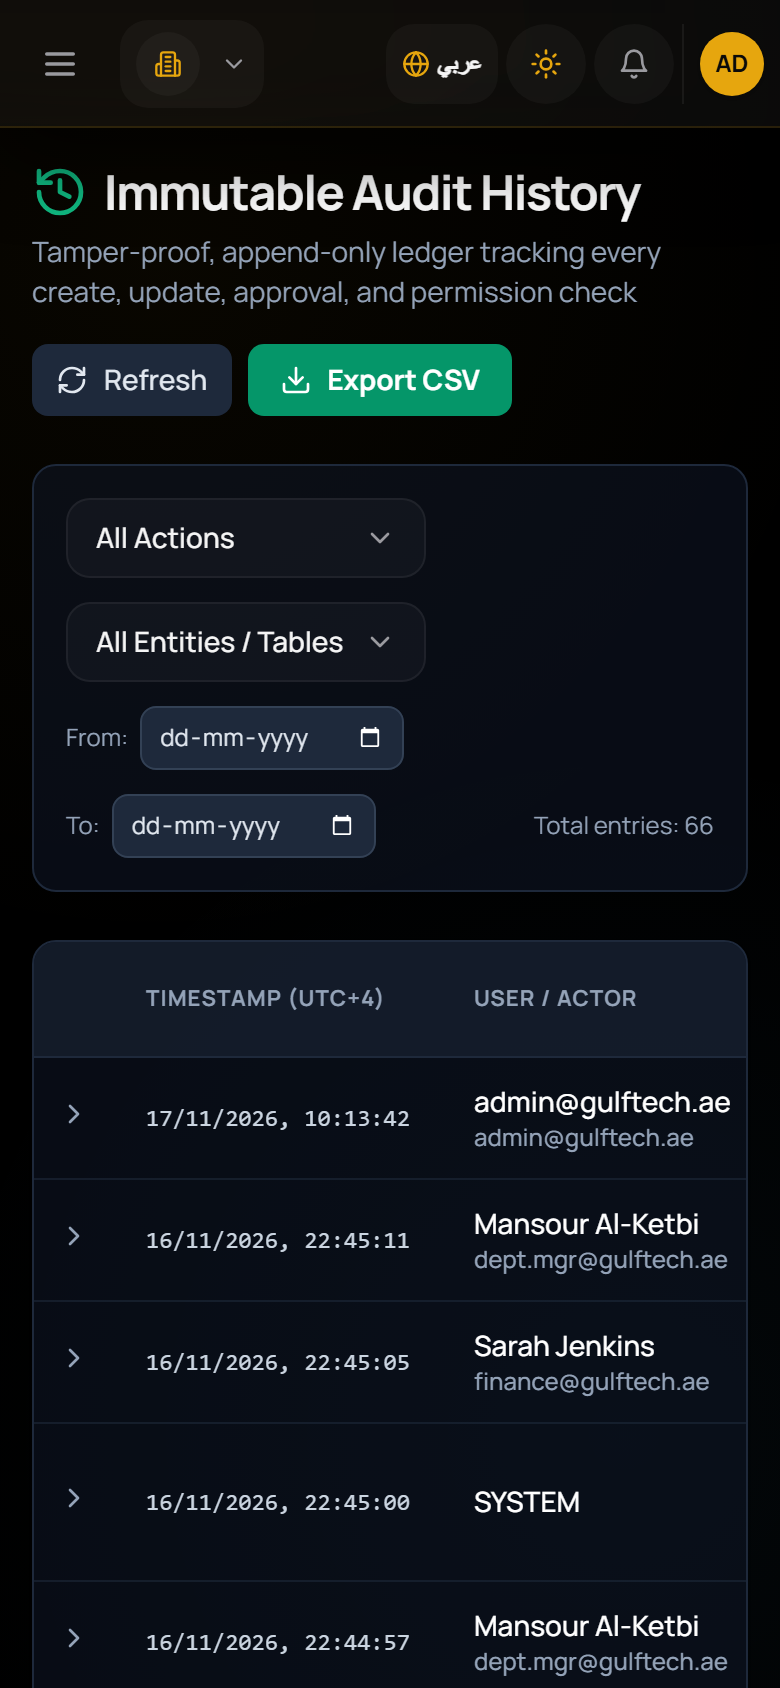 عربي
AD
Immutable Audit History
Tamper-proof, append-only ledger tracking every
create, update, approval, and permission check
Refresh
Export CSV
All Actions
All Entities / Tables
From: dd-mm-yyyy
To: dd-mm-yyyy
Total entries: 66
TIMESTAMP (UTC+4) USER / ACTOR
17/11/2026, 10:13:42 admin@gulftech.ae
admin@gulftech.ae
16/11/2026, 22:45:11 Mansour Al-Ketbi
dept.mgr@gulftech.ae
16/11/2026, 22:45:05 Sarah Jenkins
finance@gulftech.ae
16/11/2026, 22:45:00 SYSTEM
16/11/2026, 22:44:57 Mansour Al-Ketbi
dept.mgr@gulftech.ae